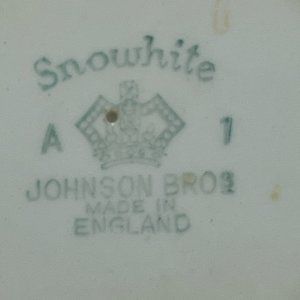 Snowhite
A 1
JOHNSON BROS
MADE IN
ENGLAND